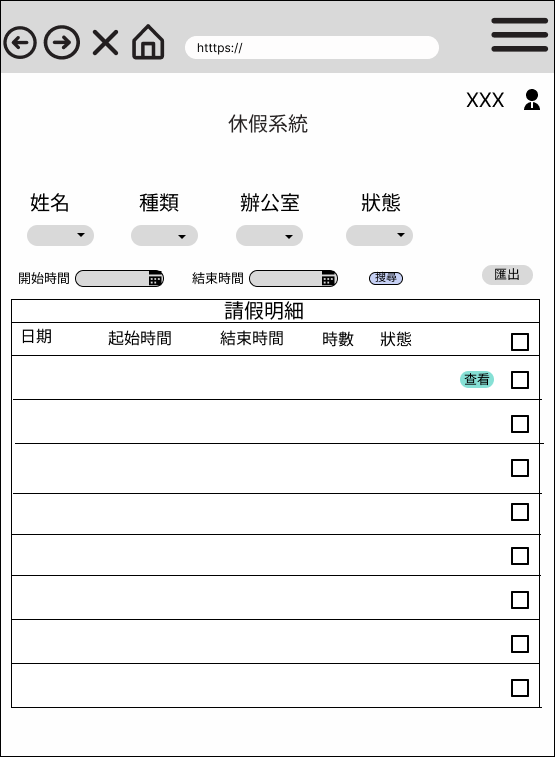 htttps://
XXX
休假系統
姓名 種類 辦公室 狀態
開始時間 結束時間 搜尋 匯出
請假明細
日期 起始時間 結束時間 時數 狀態
查看